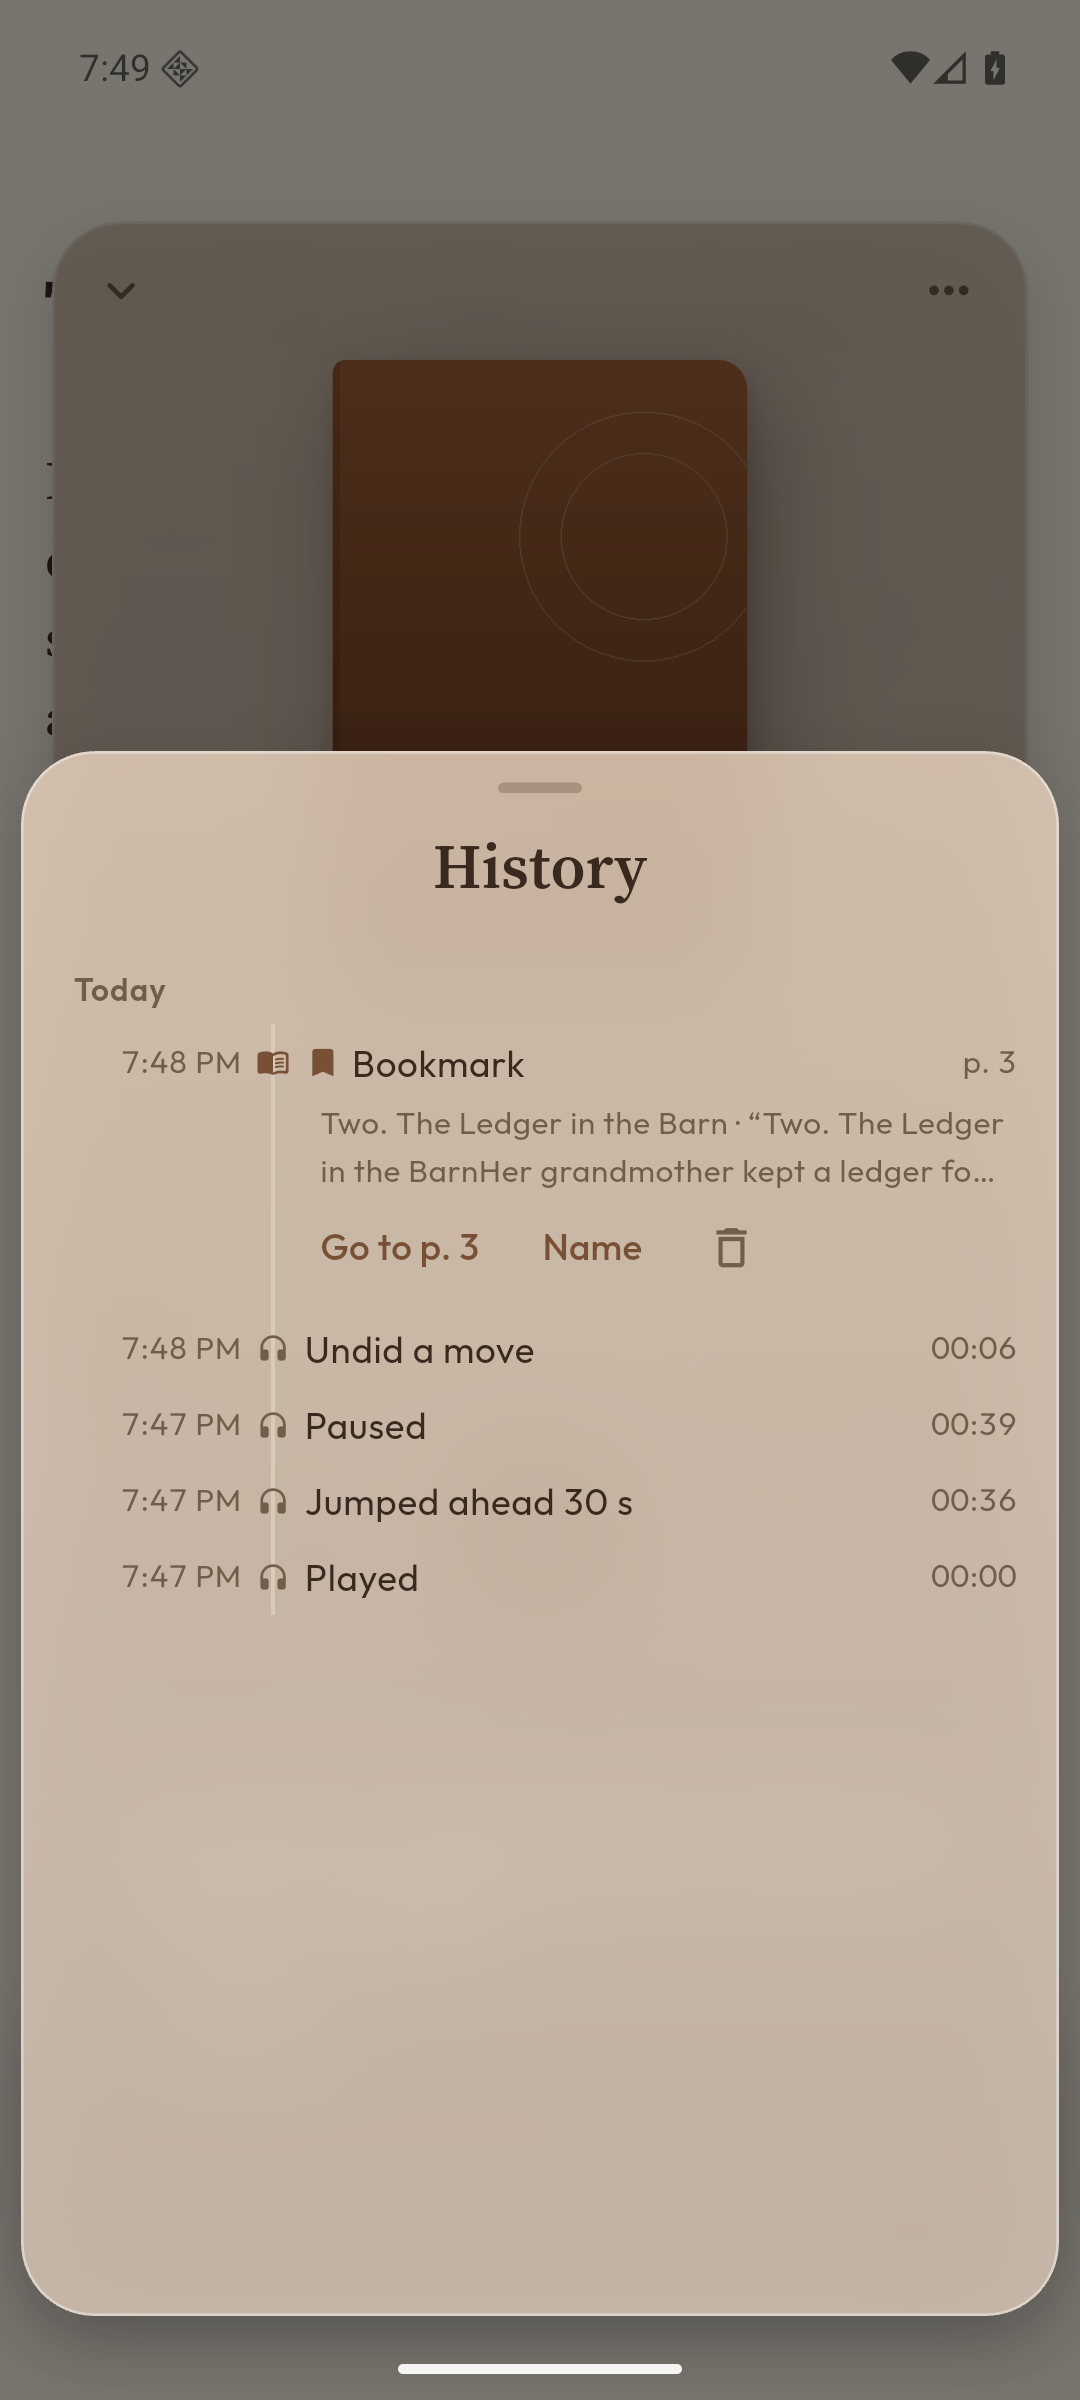 7:49
History
Today
7:48 PM Bookmark p. 3
Two. The Ledger in the Barn · “Two. The Ledger
in the BarnHer grandmother kept a ledger fo…
Go to p. 3 Name
7:48 PM Undid a move 00:06
7:47 PM Paused 00:39
7:47 PM Jumped ahead 30 s 00:36
7:47 PM Played 00:00